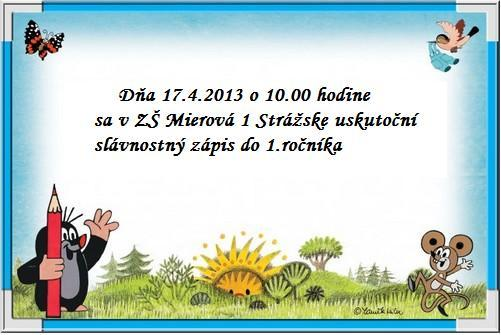 Dňa 17.4.2013 o 10.00 hodine
sa v ZŠ Mierová 1 Strážske uskutoční
slávnostný zápis do 1.ročníka